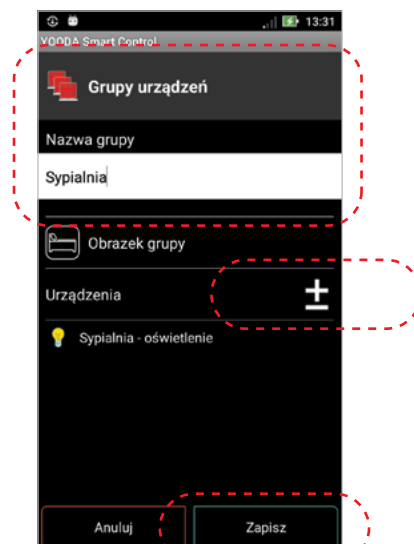 13:31
YOODA Smart Control
Grupy urządzeń
Nazwa grupy
Sypialnia
Obrazek grupy
Urządzenia ±
Sypialnia - oświetlenie
Anuluj Zapisz